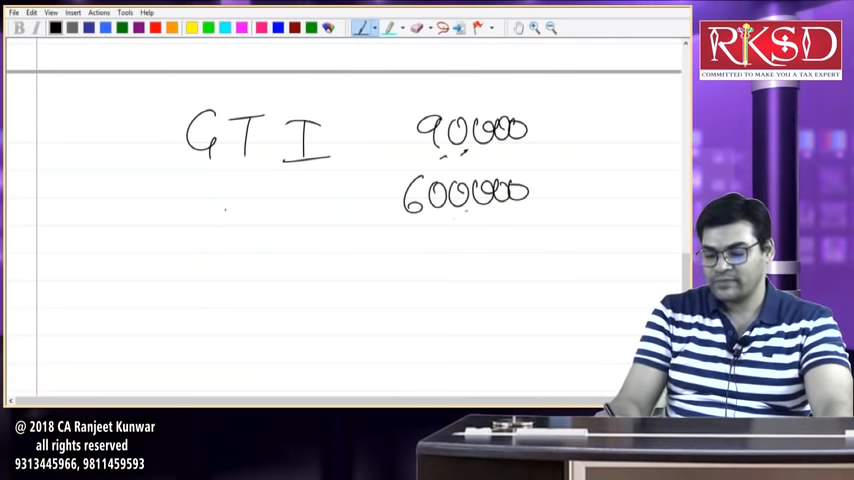 File Edit View Insert Actions Tools Help
B I
RKSD
COMMITTED TO MAKE YOU A TAX EXPERT
GTI 90000
600000
@ 2018 CA Ranjeet Kunwar
all rights reserved
9313445966, 9811459593